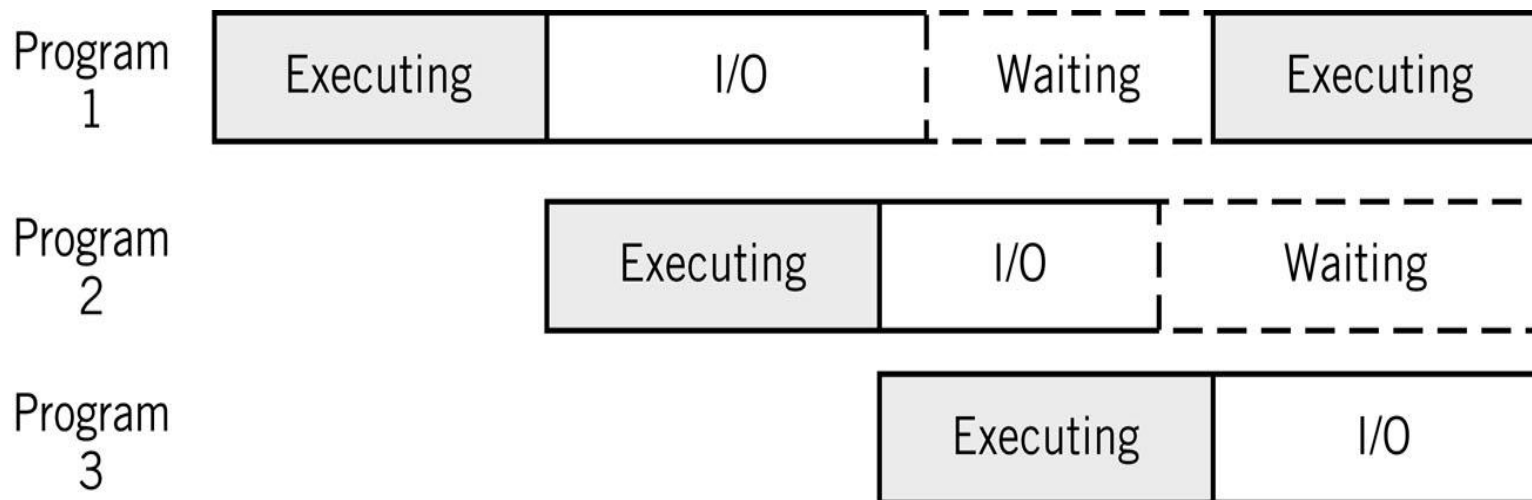 Program
1
Executing I/O Waiting Executing
Program
2
Executing I/O Waiting
Program
3
Executing I/O